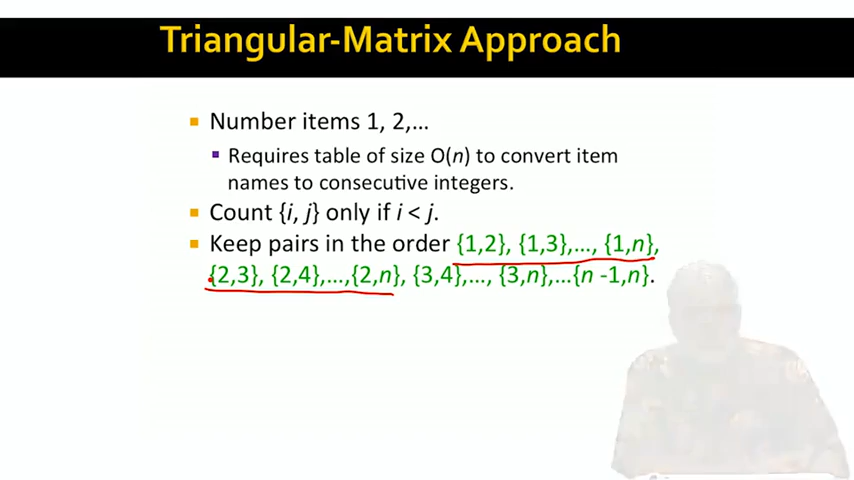 Triangular-Matrix Approach
Number items 1, 2,…
Requires table of size O(n) to convert item
names to consecutive integers.
Count {i, j} only if i < j.
Keep pairs in the order {1,2}, {1,3},…, {1,n},
{2,3}, {2,4},…,{2,n}, {3,4},…, {3,n},…{n -1,n}.